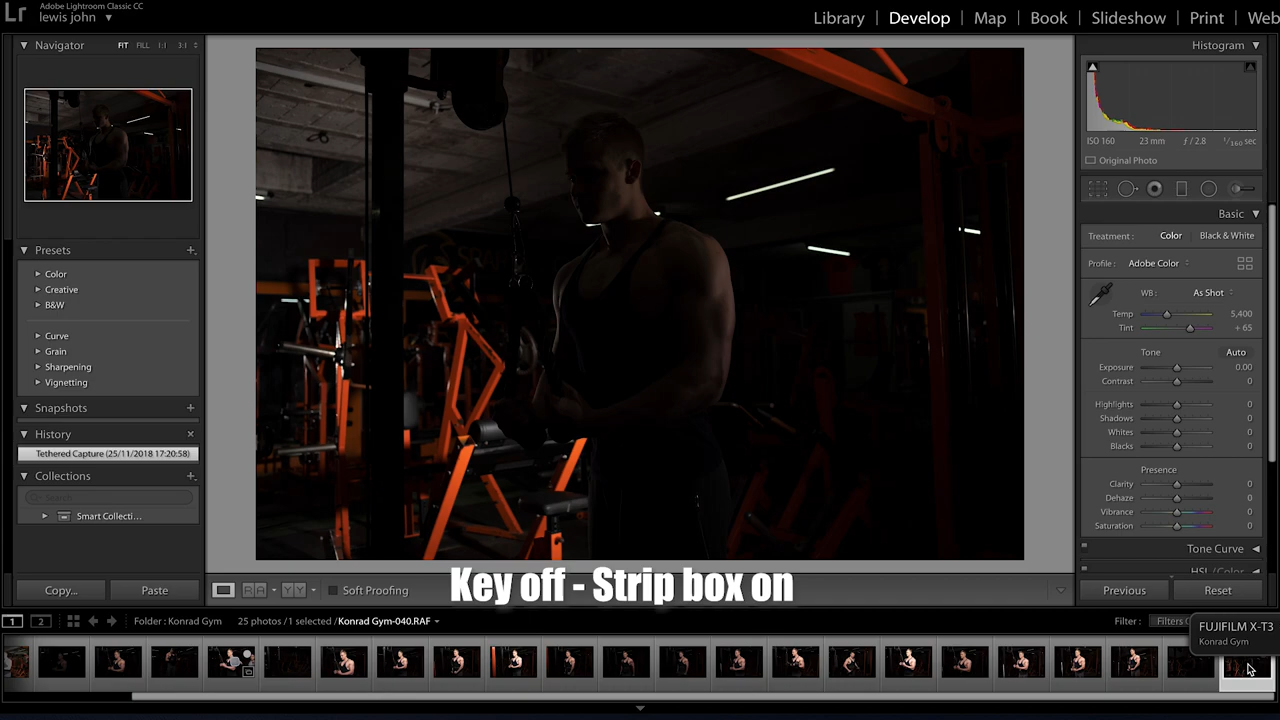 Lr
Adobe Lightroom Classic CC
lewis john
Library | Develop | Map | Book | Slideshow | Print | Web
Navigator FIT FILL 1:1 3:1
Presets
Color
Creative
B&W
Curve
Grain
Sharpening
Vignetting
Snapshots
History
Tethered Capture (25/11/2018 17:20:58)
Collections
Search
Smart Collecti...
Copy...
Paste
Histogram
ISO 160 23 mm ƒ / 2.8 1/160 sec
Original Photo
Basic
Treatment : Color Black & White
Profile : Adobe Color
WB : As Shot
Temp 5,400
Tint + 65
Tone Auto
Exposure 0.00
Contrast 0
Highlights 0
Shadows 0
Whites 0
Blacks 0
Presence
Clarity 0
Dehaze 0
Vibrance 0
Saturation 0
Tone Curve
HSL / Color
Previous
Reset
Key off - Strip box on
R A Y Y Soft Proofing
1 2 Folder : Konrad Gym 25 photos / 1 selected / Konrad Gym-040.RAF
Filter : Filters
FUJIFILM X-T3
Konrad Gym